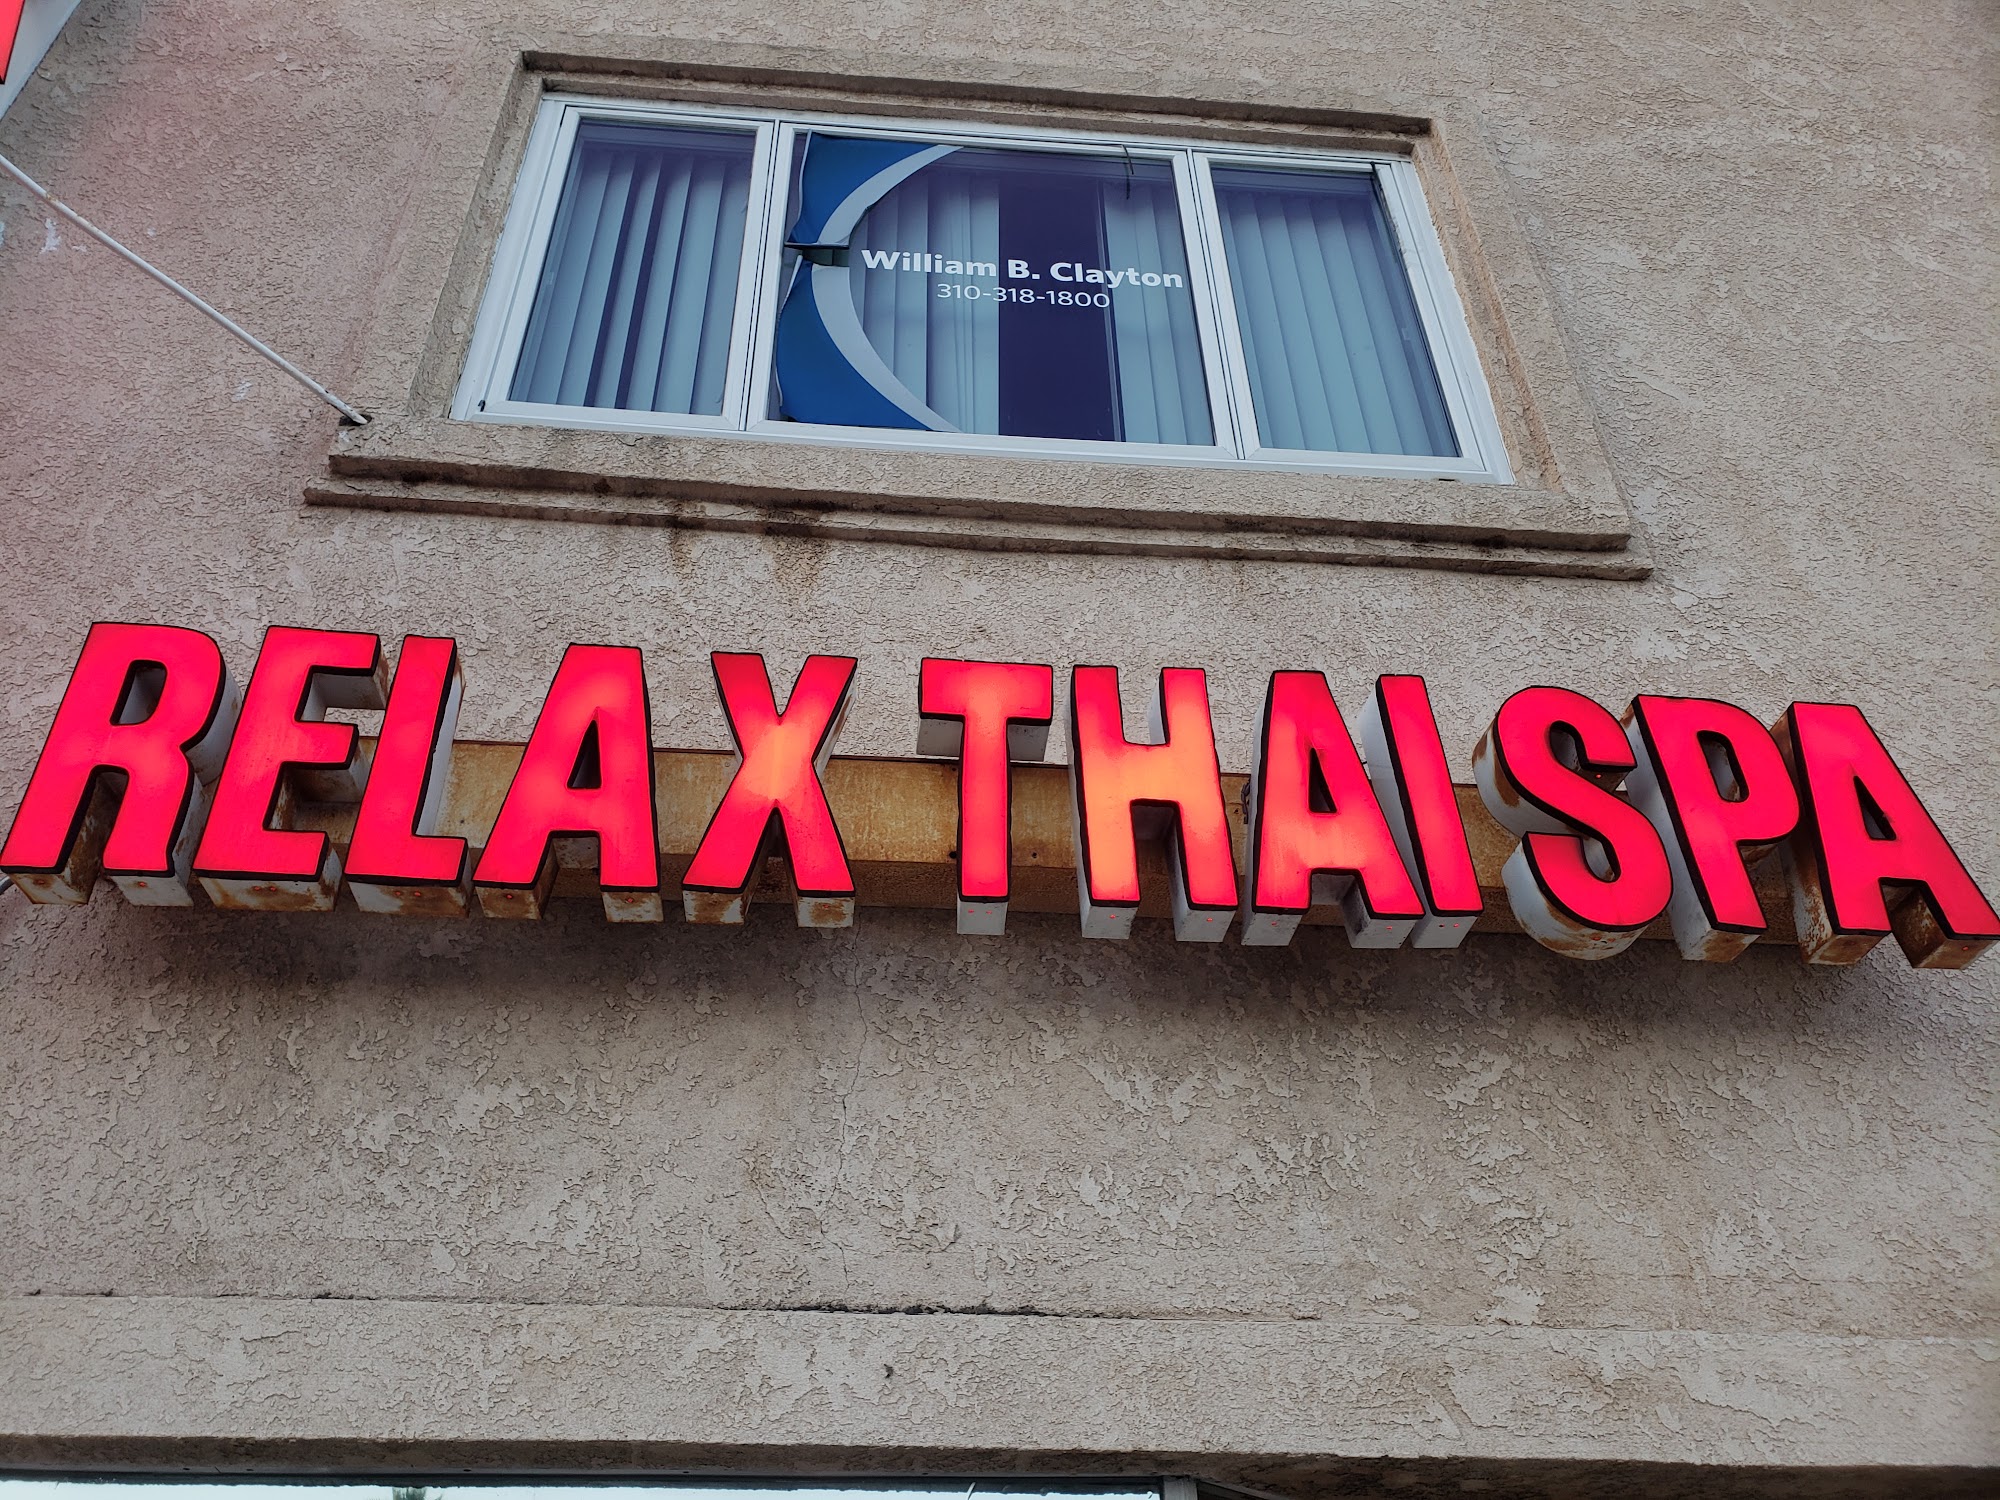 William B. Clayton
310-318-1800
RELAX THAI SPA